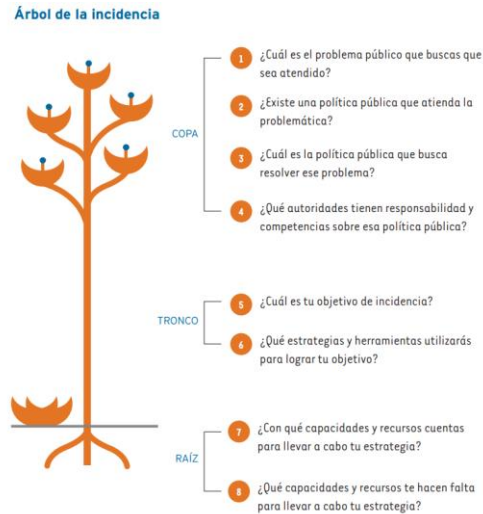 Árbol de la incidencia
COPA
1 ¿Cuál es el problema público que buscas que
sea atendido?
2 ¿Existe una política pública que atienda la
problemática?
3 ¿Cuál es la política pública que busca
resolver ese problema?
4 ¿Qué autoridades tienen responsabilidad y
competencias sobre esa política pública?
TRONCO
5 ¿Cuál es tu objetivo de incidencia?
6 ¿Qué estrategias y herramientas utilizarás
para lograr tu objetivo?
RAÍZ
7 ¿Con qué capacidades y recursos cuentas
para llevar a cabo tu estrategia?
8 ¿Qué capacidades y recursos te hacen falta
para llevar a cabo tu estrategia?